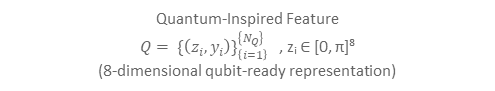 Quantum-Inspired Feature
Q = {(zᵢ, yᵢ)}_{{i=1}}^{{N_Q}} , zᵢ ∈ [0, π]⁸
(8-dimensional qubit-ready representation)